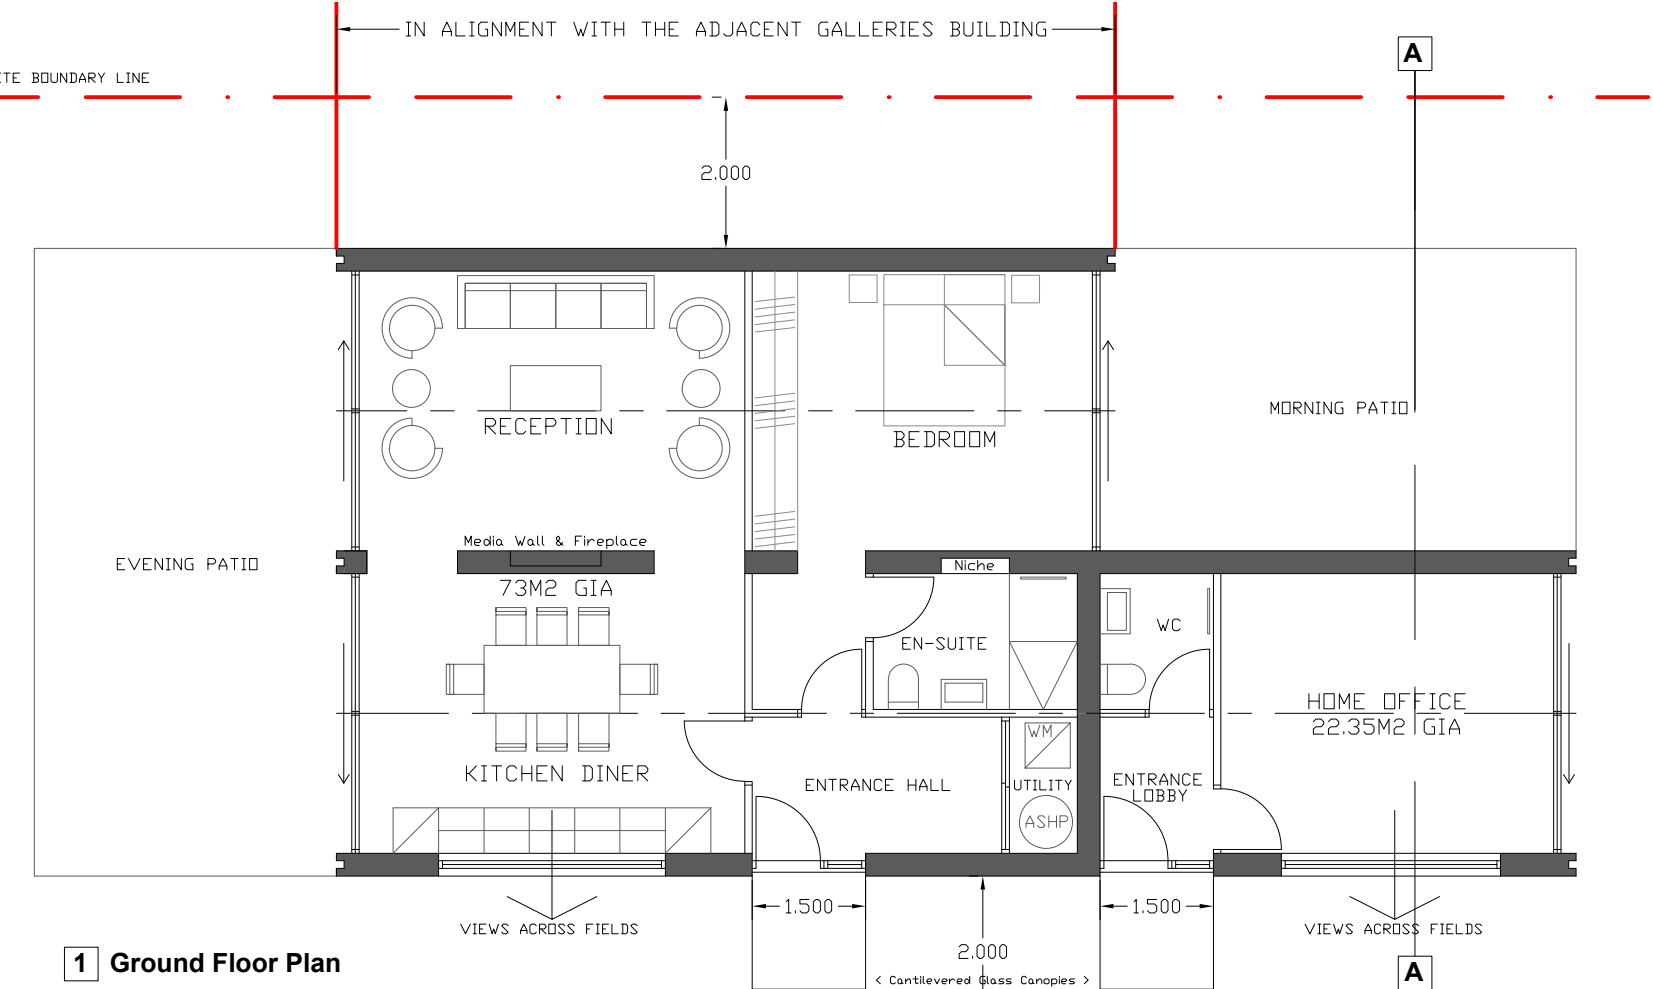 IN ALIGNMENT WITH THE ADJACENT GALLERIES BUILDING
A
BOUNDARY LINE
2.000
RECEPTION
MORNING PATIO
BEDROOM
Media Wall & Fireplace
EVENING PATIO
Niche
73M2 GIA
WC
EN-SUITE
HOME OFFICE
22.35M2 GIA
WM
KITCHEN DINER
ENTRANCE HALL
UTILITY
ENTRANCE
LOBBY
ASHP
1.500
1.500
VIEWS ACROSS FIELDS
VIEWS ACROSS FIELDS
2.000
1 Ground Floor Plan
< Cantilevered Glass Canopies >
A